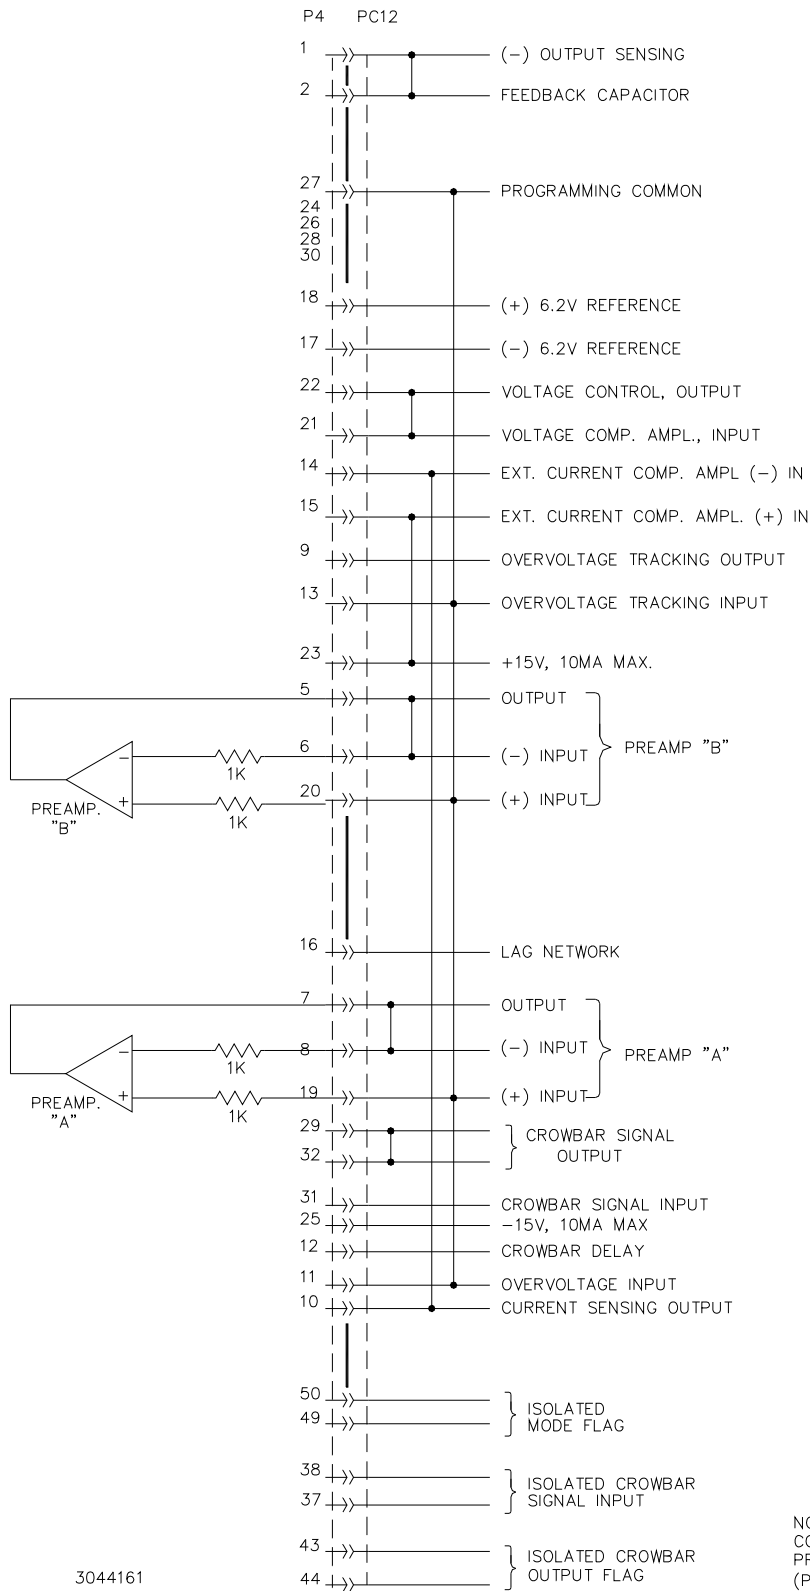 P4 PC12
1 (−) OUTPUT SENSING
2 FEEDBACK CAPACITOR
27 PROGRAMMING COMMON
24
26
28
30
18 (+) 6.2V REFERENCE
17 (−) 6.2V REFERENCE
22 VOLTAGE CONTROL, OUTPUT
21 VOLTAGE COMP. AMPL., INPUT
14 EXT. CURRENT COMP. AMPL (−) IN
15 EXT. CURRENT COMP. AMPL. (+) IN
9 OVERVOLTAGE TRACKING OUTPUT
13 OVERVOLTAGE TRACKING INPUT
23 +15V, 10MA MAX.
5 OUTPUT
− 1K 6 (−) INPUT PREAMP "B"
+ 1K 20 (+) INPUT
PREAMP.
"B"
16 LAG NETWORK
7 OUTPUT
− 1K 8 (−) INPUT PREAMP "A"
+ 1K 19 (+) INPUT
PREAMP.
"A"
29 CROWBAR SIGNAL
32 OUTPUT
31 CROWBAR SIGNAL INPUT
25 −15V, 10MA MAX
12 CROWBAR DELAY
11 OVERVOLTAGE INPUT
10 CURRENT SENSING OUTPUT
50 ISOLATED
49 MODE FLAG
38 ISOLATED CROWBAR
37 SIGNAL INPUT
43 ISOLATED CROWBAR
44 OUTPUT FLAG
3044161